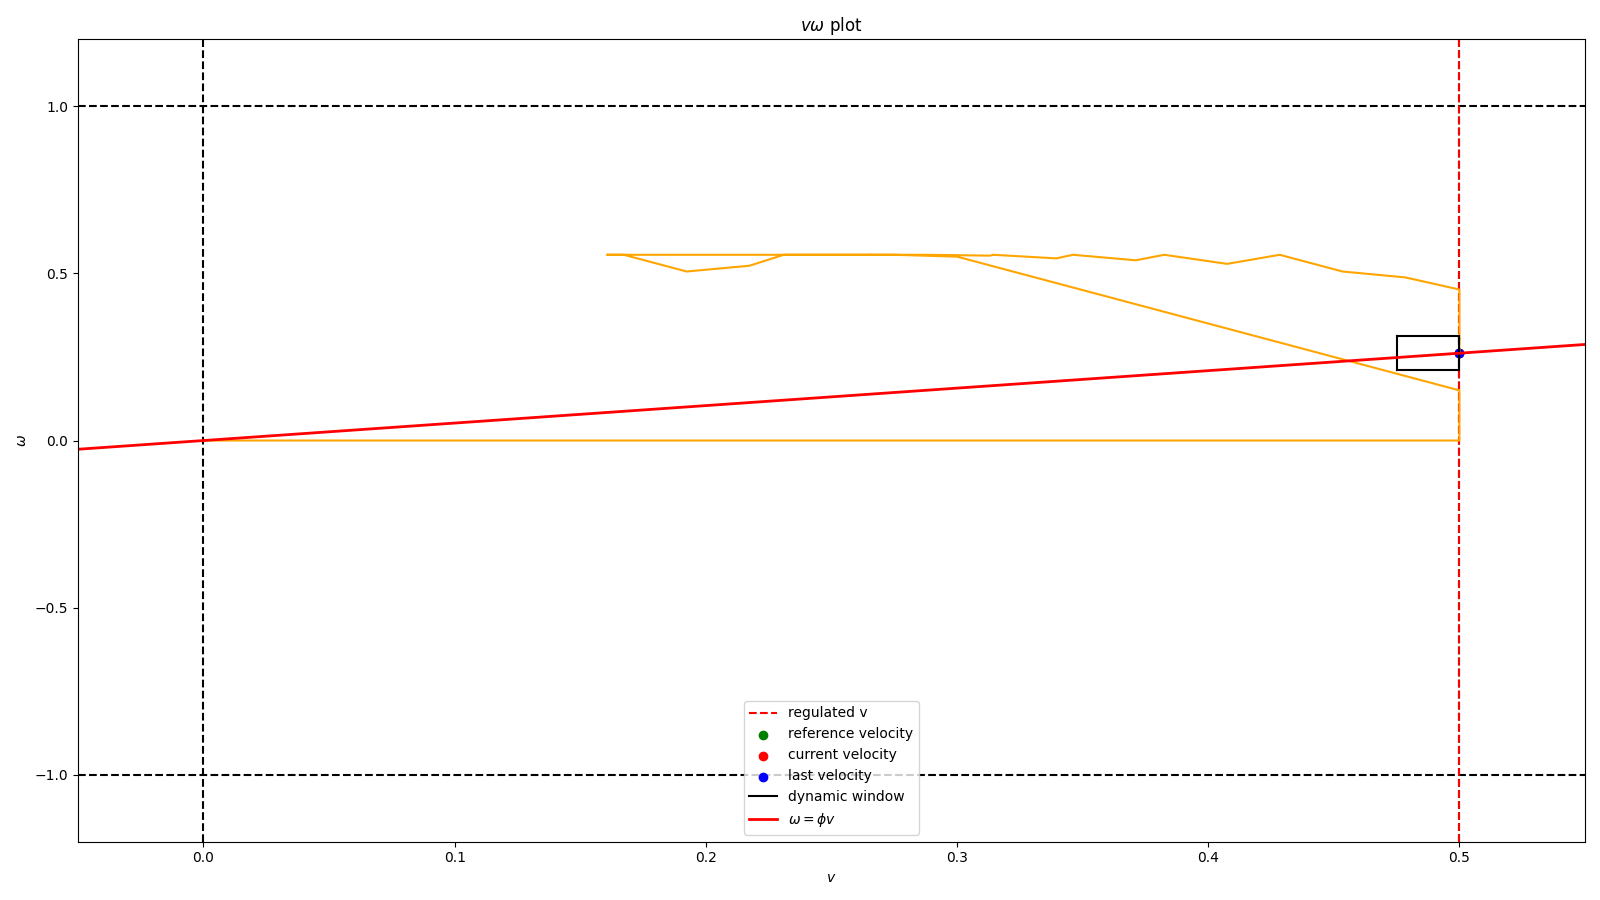 vω plot
1.0
0.5
0.0
−0.5
−1.0
ω
regulated v
reference velocity
current velocity
last velocity
dynamic window
ω = ϕv
0.0 0.1 0.2 0.3 0.4 0.5
v